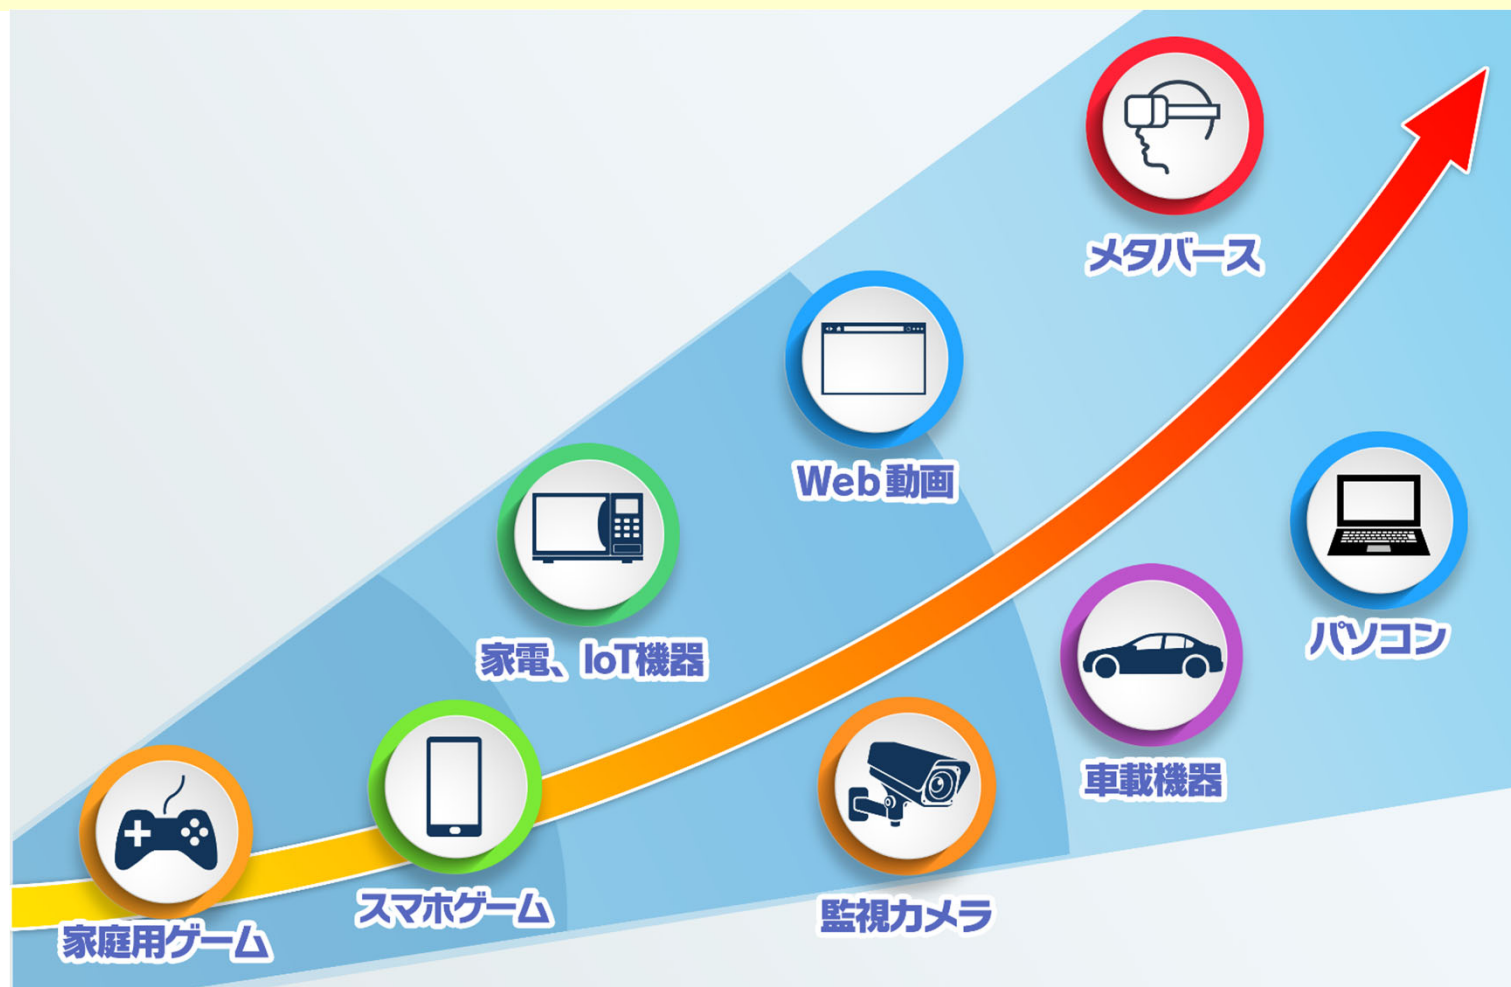 メタバース
Web動画
家電、IoT機器
パソコン
車載機器
スマホゲーム
監視カメラ
家庭用ゲーム